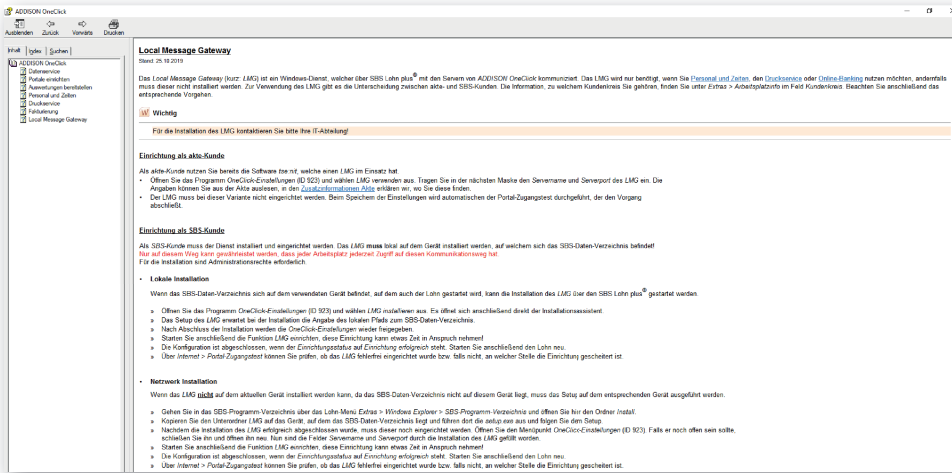 ADDISON OneClick
Ausblenden Zurück Vorwärts Drucken
Inhalt Index Suchen
ADDISON OneClick
Datenservice
Portale einrichten
Auswertungen bereitstellen
Personal und Zeiten
Druckservice
Fakturierung
Local Message Gateway
Local Message Gateway
Stand: 25.10.2019
Das Local Message Gateway (kurz: LMG) ist ein Windows-Dienst, welcher über SBS Lohn plus® mit den Servern von ADDISON OneClick kommuniziert. Das LMG wird nur benötigt, wenn Sie Personal und Zeiten, den Druckservice oder Online-Banking nutzen möchten, andernfalls
muss dieser nicht installiert werden. Zur Verwendung des LMG gibt es die Unterscheidung zwischen akte- und SBS-Kunden. Die Information, zu welchem Kundenkreis Sie gehören, finden Sie unter Extras > Arbeitsplatzinfo im Feld Kundenkreis. Beachten Sie anschließend das
entsprechende Vorgehen.
Wichtig
Für die Installation des LMG kontaktieren Sie bitte Ihre IT-Abteilung!
Einrichtung als akte-Kunde
Als akte-Kunde nutzen Sie bereits die Software tse:nit, welche einen LMG im Einsatz hat.
• Öffnen Sie das Programm OneClick-Einstellungen (ID 923) und wählen LMG verwenden aus. Tragen Sie in der nächsten Maske den Servername und Serverport des LMG ein. Die
Angaben können Sie aus der Akte auslesen, in den Zusatzinformationen Akte erklären wir, wo Sie diese finden.
• Der LMG muss bei dieser Variante nicht eingerichtet werden. Beim Speichern der Einstellungen wird automatischen der Portal-Zugangstest durchgeführt, der den Vorgang
abschließt.
Einrichtung als SBS-Kunde
Als SBS-Kunde muss der Dienst installiert und eingerichtet werden. Das LMG muss lokal auf dem Gerät installiert werden, auf welchem sich das SBS-Daten-Verzeichnis befindet!
Nur auf diesem Weg kann gewährleistet werden, dass jeder Arbeitsplatz jederzeit Zugriff auf diesen Kommunikationsweg hat.
Für die Installation sind Administrationsrechte erforderlich.
• Lokale Installation
Wenn das SBS-Daten-Verzeichnis sich auf dem verwendeten Gerät befindet, auf dem auch der Lohn gestartet wird, kann die Installation des LMG über den SBS Lohn plus® gestartet werden.
» Öffnen Sie das Programm OneClick-Einstellungen (ID 923) und wählen LMG installieren aus. Es öffnet sich anschließend direkt der Installationsassistent.
» Das Setup des LMG erwartet bei der Installation die Angabe des lokalen Pfads zum SBS-Daten-Verzeichnis.
» Nach Abschluss der Installation werden die OneClick-Einstellungen wieder freigegeben.
» Starten Sie anschließend die Funktion LMG einrichten, diese Einrichtung kann etwas Zeit in Anspruch nehmen!
» Die Konfiguration ist abgeschlossen, wenn der Einrichtungsstatus auf Einrichtung erfolgreich steht. Starten Sie anschließend den Lohn neu.
» Über Internet > Portal-Zugangstest können Sie prüfen, ob das LMG fehlerfrei eingerichtet wurde bzw. falls nicht, an welcher Stelle die Einrichtung gescheitert ist.
• Netzwerk Installation
Wenn das LMG nicht auf dem aktuellen Gerät installiert werden kann, da das SBS-Daten-Verzeichnis nicht auf diesem Gerät liegt, muss das Setup auf dem entsprechenden Gerät ausgeführt werden.
» Gehen Sie in das SBS-Programm-Verzeichnis über das Lohn-Menü Extras > Windows Explorer > SBS-Programm-Verzeichnis und öffnen Sie hier den Ordner Install.
» Kopieren Sie den Unterordner LMG auf das Gerät, auf dem das SBS-Daten-Verzeichnis liegt und führen dort die setup.exe aus und folgen Sie dem Setup.
» Nachdem die Installation des LMG erfolgreich abgeschlossen wurde, muss dieser noch eingerichtet werden. Öffnen Sie den Menüpunkt OneClick-Einstellungen (ID 923). Falls er noch offen sein sollte,
schließen Sie ihn und öffnen ihn neu. Nun sind die Felder Servername und Serverport durch die Installation des LMG gefüllt worden.
» Starten Sie anschließend die Funktion LMG einrichten, diese Einrichtung kann etwas Zeit in Anspruch nehmen!
» Die Konfiguration ist abgeschlossen, wenn der Einrichtungsstatus auf Einrichtung erfolgreich steht. Starten Sie anschließend den Lohn neu.
» Über Internet > Portal-Zugangstest können Sie prüfen, ob das LMG fehlerfrei eingerichtet wurde bzw. falls nicht, an welcher Stelle die Einrichtung gescheitert ist.